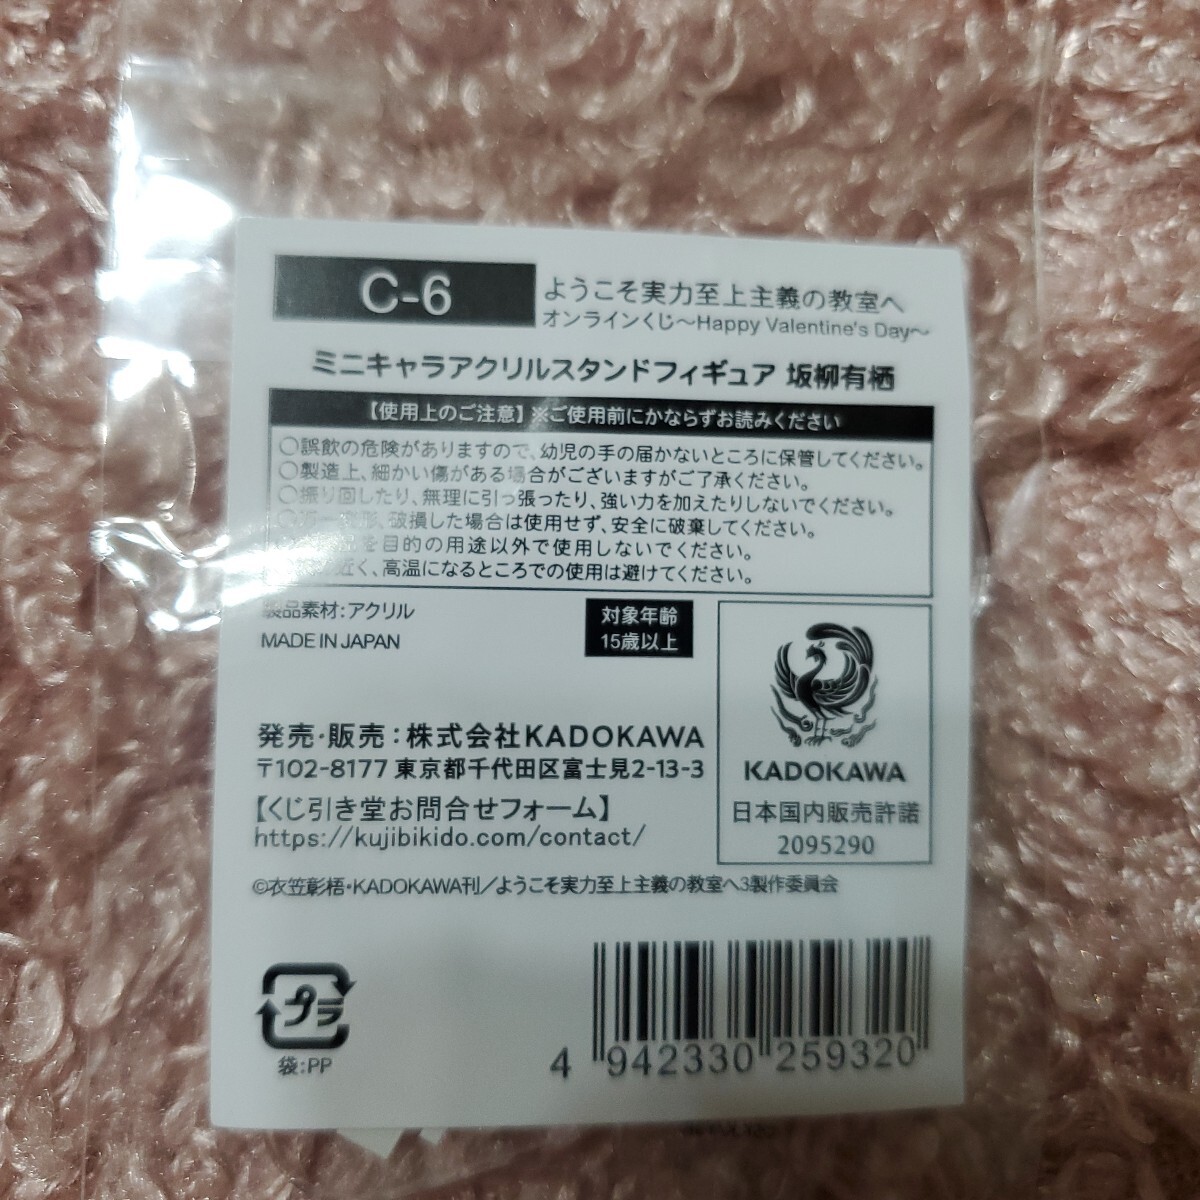 C-6
ようこそ実力至上主義の教室へ
オンラインくじ～Happy Valentine's Day～
ミニキャラアクリルスタンドフィギュア 坂柳有栖
【使用上のご注意】※ご使用前にかならずお読みください
○誤飲の危険がありますので、幼児の手の届かないところに保管してください。
○製造上、細かい傷がある場合がございますがご了承ください。
○振り回したり、無理に引っ張ったり、強い力を加えたりしないでください。
変形、破損した場合は使用せず、安全に破棄してください。
品を目的の用途以外で使用しないでください。
近く、高温になるところでの使用は避けてください。
製品素材:アクリル
MADE IN JAPAN
対象年齢
15歳以上
発売・販売:株式会社KADOKAWA
〒102-8177 東京都千代田区富士見2-13-3
【くじ引き堂お問合せフォーム】
https://kujibikido.com/contact/
KADOKAWA
日本国内販売許諾
2095290
©衣笠彰梧・KADOKAWA刊／ようこそ実力至上主義の教室へ3製作委員会
プラ
袋:PP
4 942330 259320